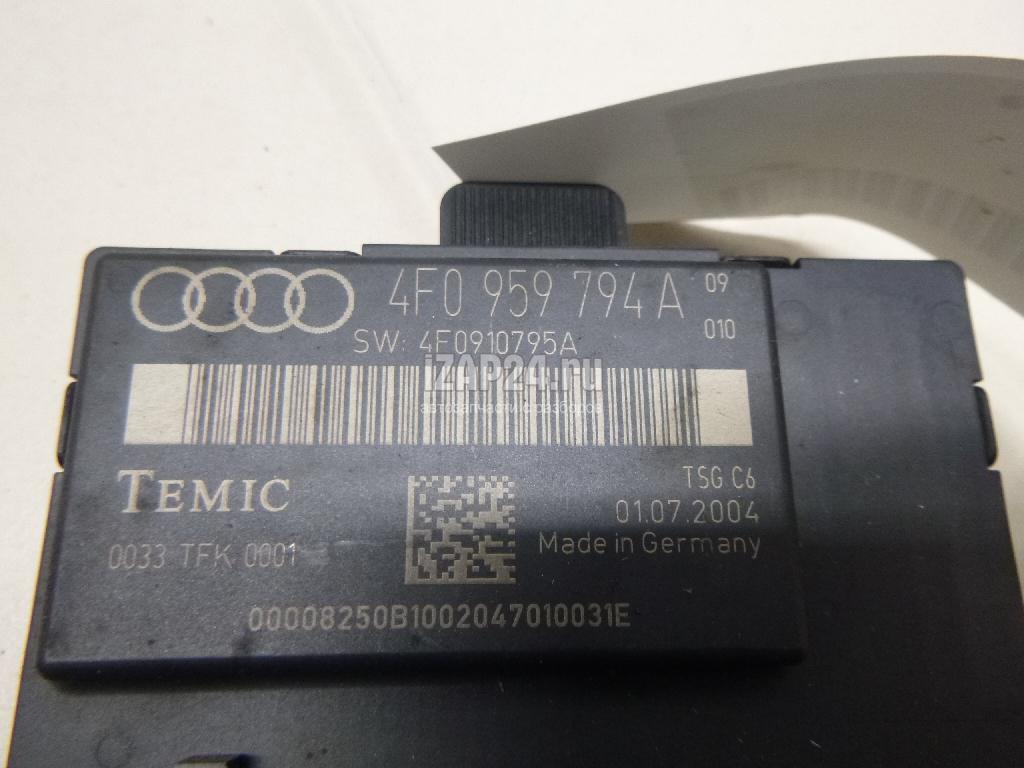 4F0 959 794 A 09
010
SW: 4F0910795A
iZAP24.ru
автозапчасти с разборов
TEMIC
TSG C6
01.07.2004
Made in Germany
0033 TFK 0001
00008250B1002047010031E